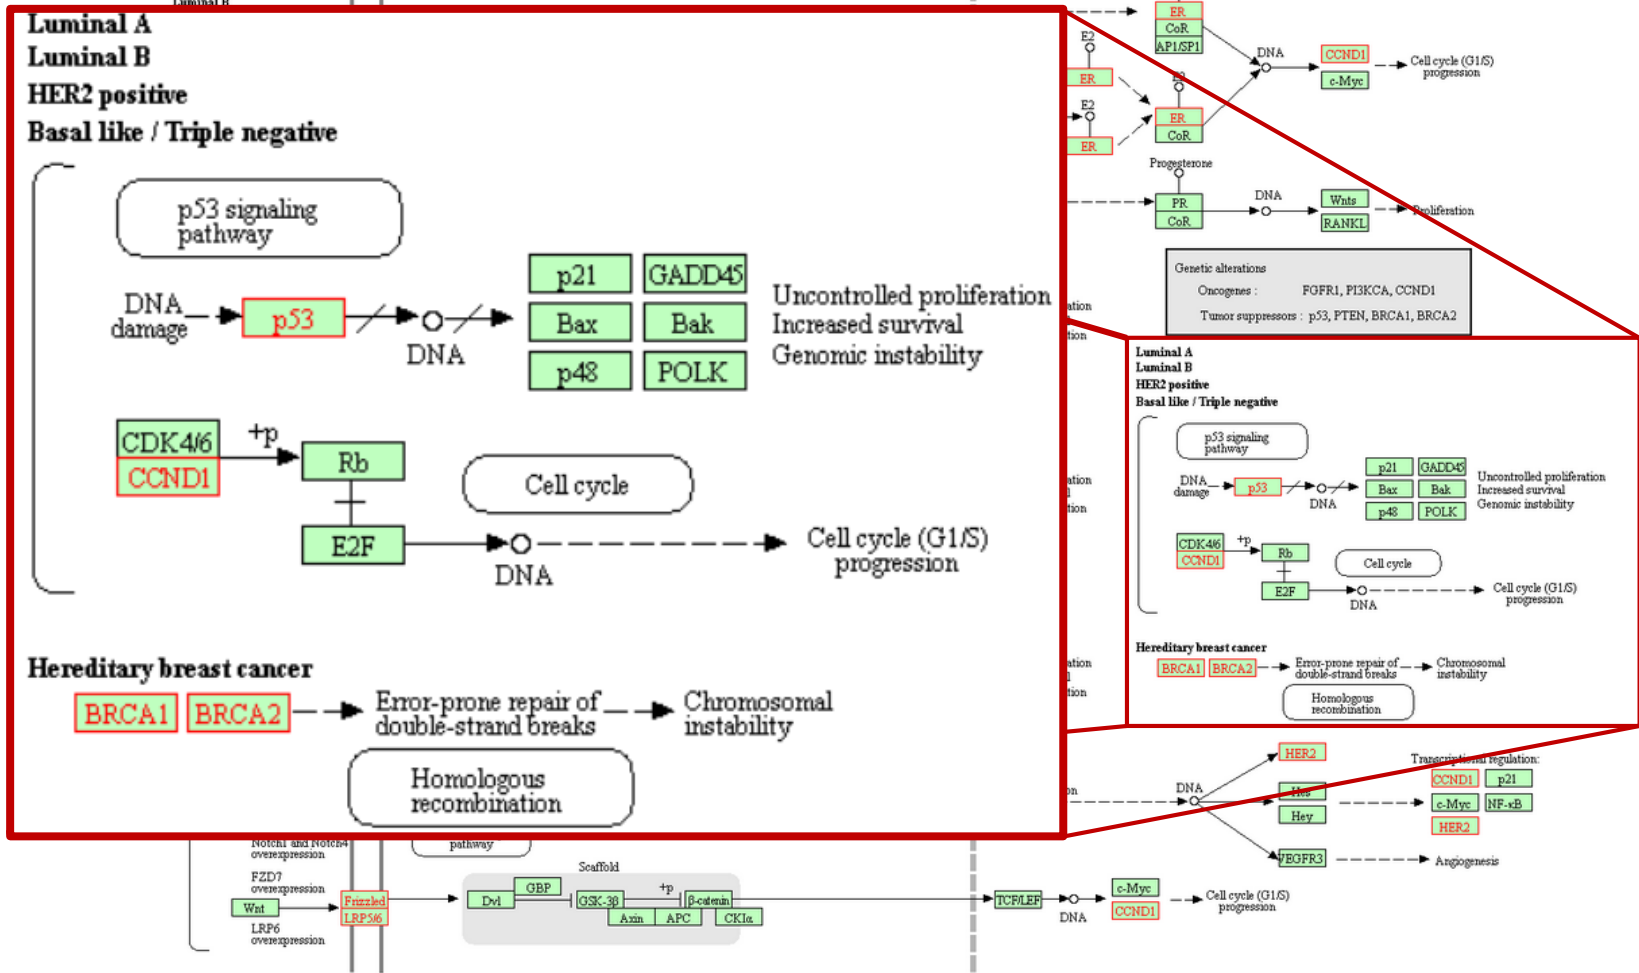 Luminal B
Luminal A
Luminal B
HER2 positive
Basal like / Triple negative
p53 signaling
pathway
DNA
damage
p53
DNA
p21
GADD45
Bax
Bak
p48
POLK
Uncontrolled proliferation
Increased survival
Genomic instability
CDK4/6
CCND1
+p
Rb
E2F
Cell cycle
DNA
Cell cycle (G1/S)
progression
Hereditary breast cancer
BRCA1
BRCA2
Error-prone repair of
double-strand breaks
Chromosomal
instability
Homologous
recombination
ER
CoR
AP1/SP1
E2
ER
E2
ER
E2
ER
CoR
DNA
CCND1
c-Myc
Cell cycle (G1/S)
progression
Progesterone
PR
CoR
DNA
Wnts
RANKL
Proliferation
Genetic alterations
Oncogenes : FGFR1, PI3KCA, CCND1
Tumor suppressors : p53, PTEN, BRCA1, BRCA2
Luminal A
Luminal B
HER2 positive
Basal like / Triple negative
p53 signaling
pathway
DNA
damage
p53
DNA
p21
GADD45
Bax
Bak
p48
POLK
Uncontrolled proliferation
Increased survival
Genomic instability
CDK4/6
CCND1
+p
Rb
E2F
Cell cycle
DNA
Cell cycle (G1/S)
progression
Hereditary breast cancer
BRCA1
BRCA2
Error-prone repair of
double-strand breaks
Chromosomal
instability
Homologous
recombination
DNA
HER2
Hes
Hey
VEGFR3
Transcriptional regulation:
CCND1
p21
c-Myc
NF-κB
HER2
Angiogenesis
Notch1 and Notch4
overexpression
pathway
FZD7
overexpression
Wnt
LRP6
overexpression
Frizzled
LRP5/6
Scaffold
Dvl
GBP
GSK-3β
+p
β-catenin
Axin
APC
CKIα
TCF/LEF
DNA
c-Myc
CCND1
Cell cycle (G1/S)
progression